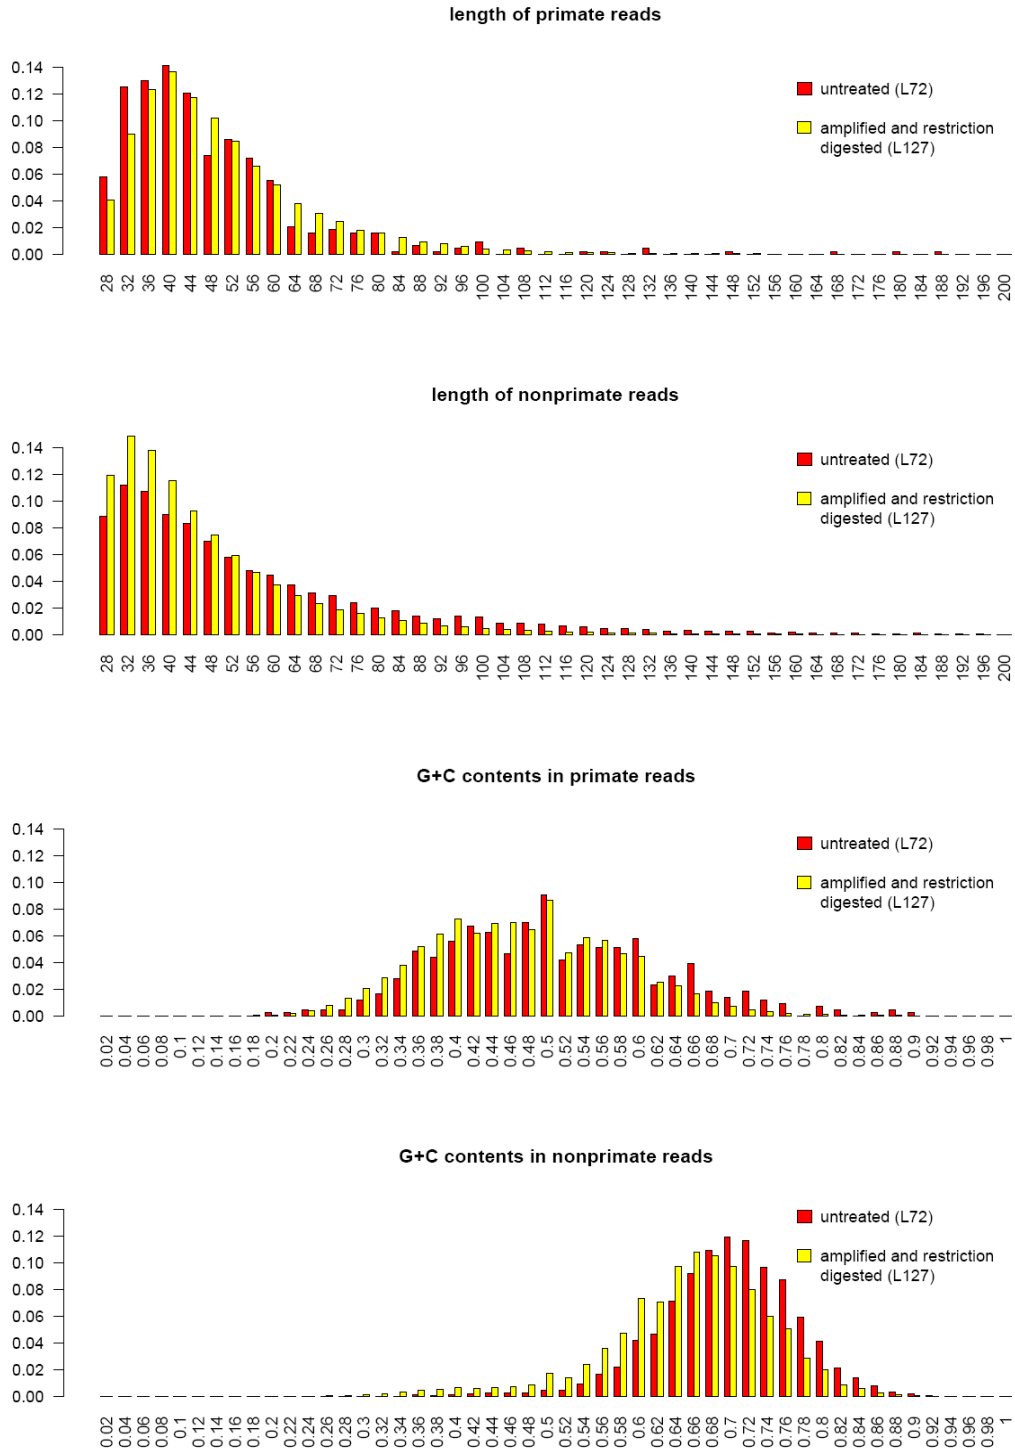 length of primate reads
0.14
0.12
0.10
0.08
0.06
0.04
0.02
0.00
untreated (L72)
amplified and restriction
digested (L127)
28 32 36 40 44 48 52 56 60 64 68 72 76 80 84 88 92 96 100 104 108 112 116 120 124 128 132 136 140 144 148 152 156 160 164 168 172 176 180 184 188 192 196 200
length of nonprimate reads
0.14
0.12
0.10
0.08
0.06
0.04
0.02
0.00
untreated (L72)
amplified and restriction
digested (L127)
28 32 36 40 44 48 52 56 60 64 68 72 76 80 84 88 92 96 100 104 108 112 116 120 124 128 132 136 140 144 148 152 156 160 164 168 172 176 180 184 188 192 196 200
G+C contents in primate reads
0.14
0.12
0.10
0.08
0.06
0.04
0.02
0.00
untreated (L72)
amplified and restriction
digested (L127)
0.02 0.04 0.06 0.08 0.1 0.12 0.14 0.16 0.18 0.2 0.22 0.24 0.26 0.28 0.3 0.32 0.34 0.36 0.38 0.4 0.42 0.44 0.46 0.48 0.5 0.52 0.54 0.56 0.58 0.6 0.62 0.64 0.66 0.68 0.7 0.72 0.74 0.76 0.78 0.8 0.82 0.84 0.86 0.88 0.9 0.92 0.94 0.96 0.98 1
G+C contents in nonprimate reads
0.14
0.12
0.10
0.08
0.06
0.04
0.02
0.00
untreated (L72)
amplified and restriction
digested (L127)
0.02 0.04 0.06 0.08 0.1 0.12 0.14 0.16 0.18 0.2 0.22 0.24 0.26 0.28 0.3 0.32 0.34 0.36 0.38 0.4 0.42 0.44 0.46 0.48 0.5 0.52 0.54 0.56 0.58 0.6 0.62 0.64 0.66 0.68 0.7 0.72 0.74 0.76 0.78 0.8 0.82 0.84 0.86 0.88 0.9 0.92 0.94 0.96 0.98 1